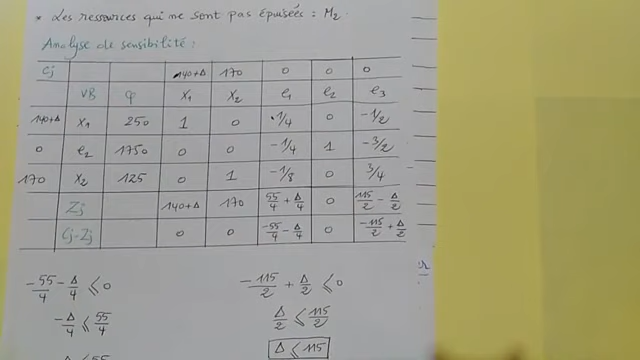 * Les ressources qui ne sont pas épuisées : M2
Analyse de sensibilité :
Cj 140+Δ 170 0 0 0
VB φ x1 x2 e1 e2 e3
140+Δ x1 250 1 0 1/4 0 -1/2
0 e2 1750 0 0 -1/4 1 -3/2
170 x2 125 0 1 -1/8 0 3/4
Zj 140+Δ 170 55/4 + Δ/4 0 115/2 - Δ/2
Cj-Zj 0 0 -55/4 - Δ/4 0 -115/2 + Δ/2
-55/4 - Δ/4 ≤ 0 -115/2 + Δ/2 ≤ 0
-Δ/4 ≤ 55/4 Δ/2 ≤ 115/2
Δ ≤ 115